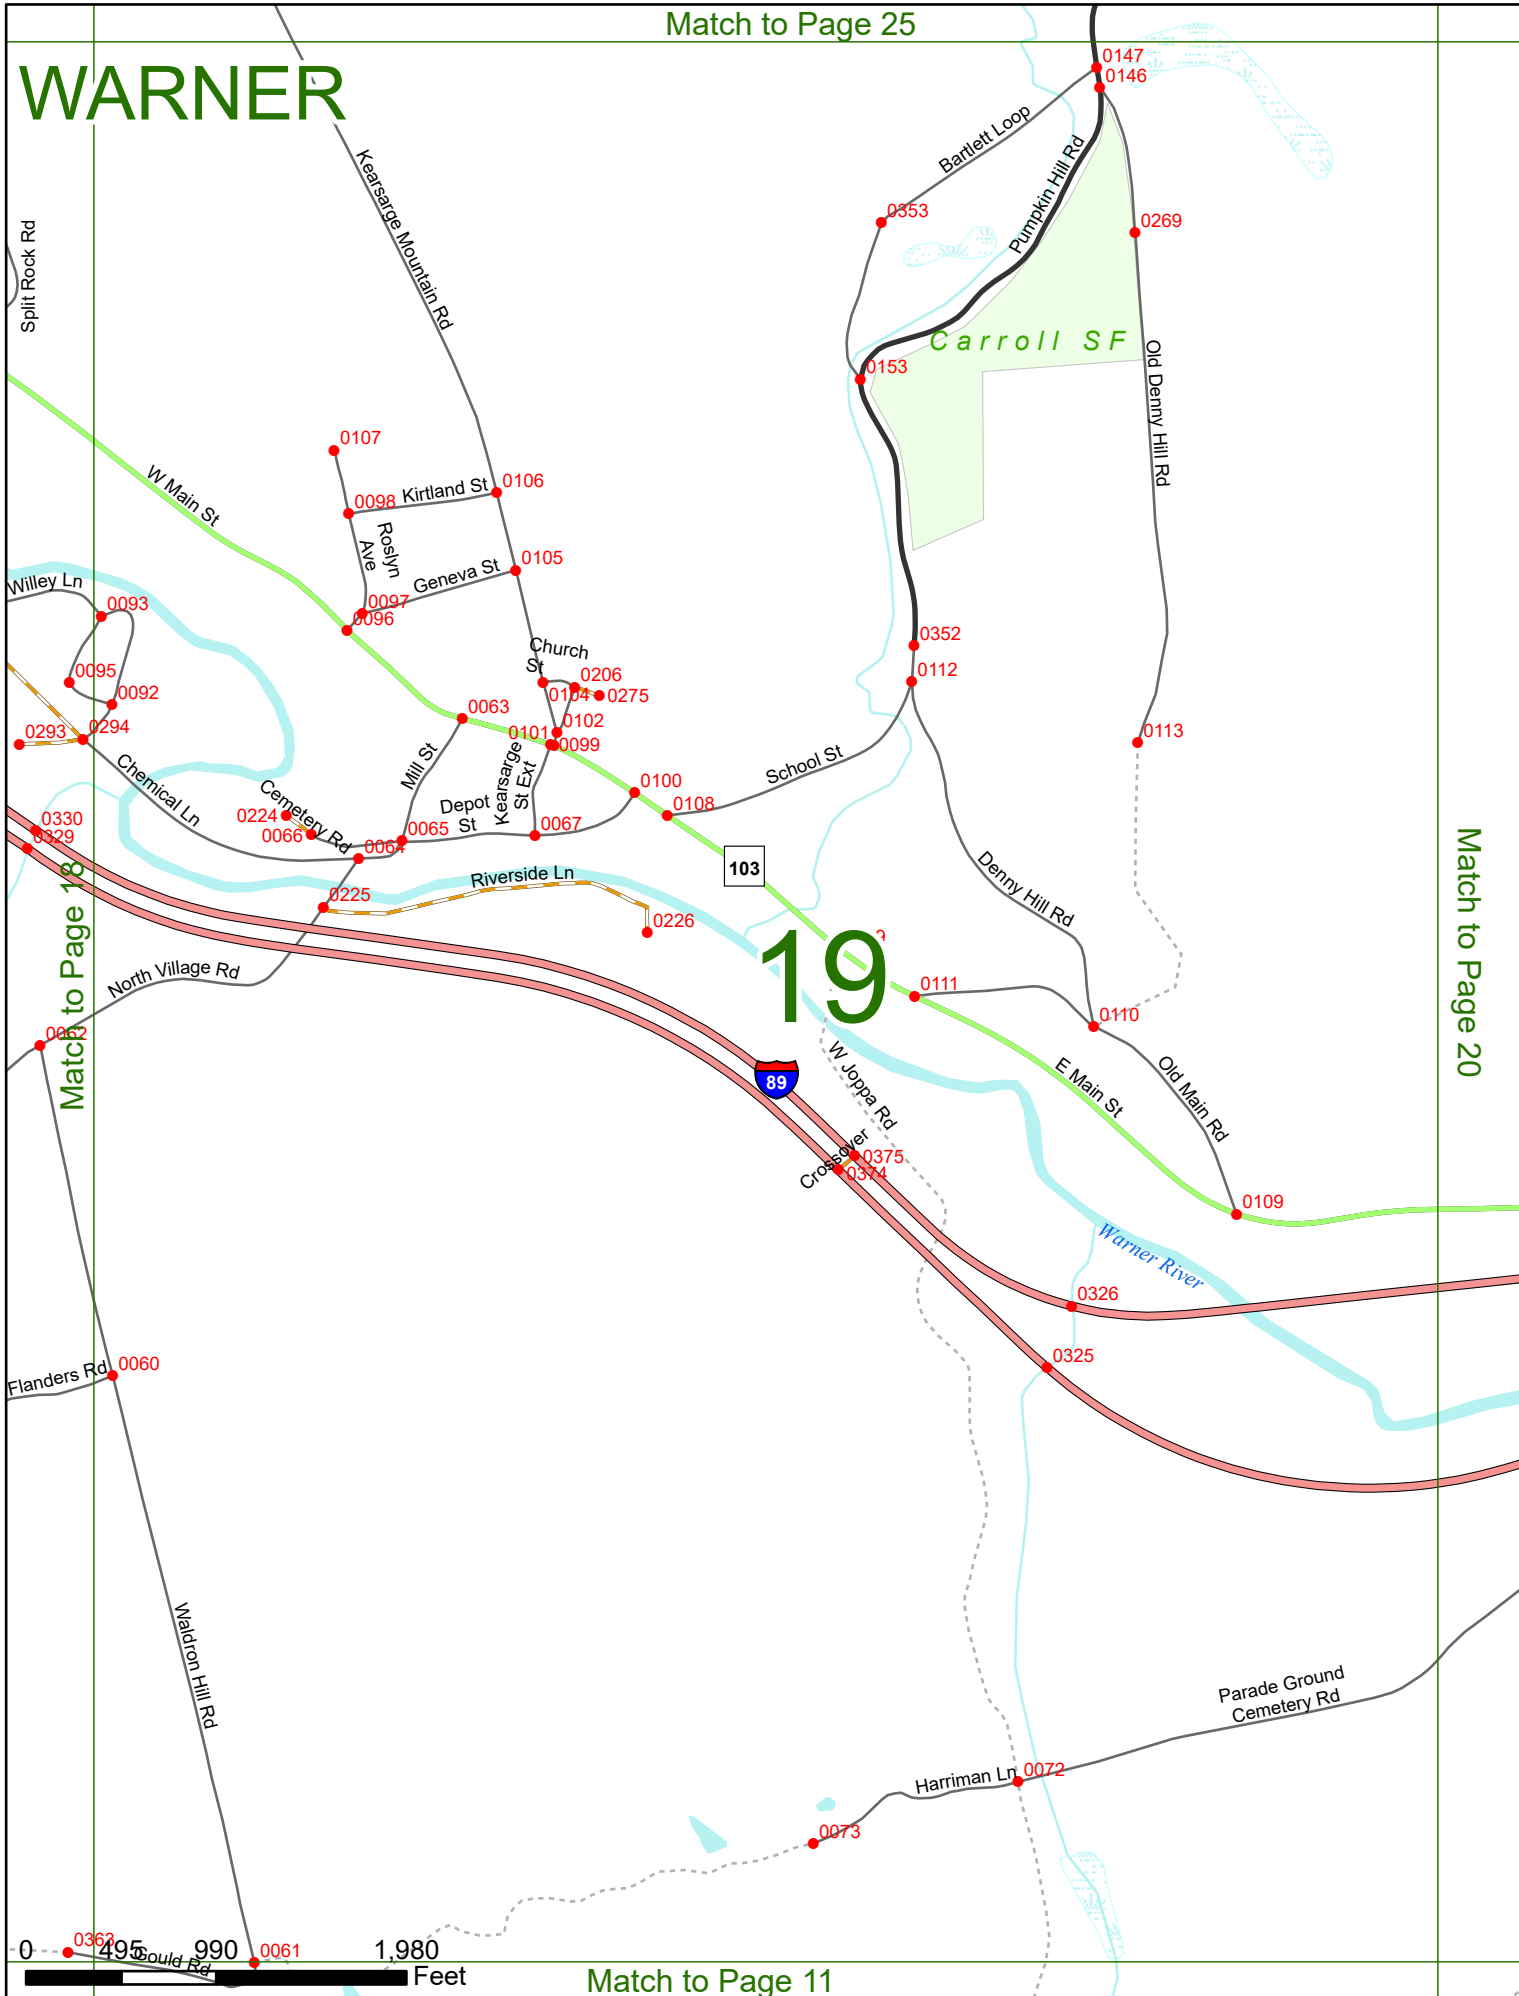 Match to Page 25
WARNER
0147
0146
Bartlett Loop
Pumpkin Hill Rd
Kearsarge Mountain Rd
0353
0269
Split Rock Rd
Carroll SF
Old Denny Hill Rd
0153
0107
W Main St
0106
Kirtland St
0098
Roslyn
Ave
0105
Geneva St
Willey Ln
0093
0097
0096
Church
St
0352
0206
0112
0095
0104
0275
0092
0063
0102
0293
0294
0101
0099
0113
Mill St
Kearsarge
St Ext
School St
Chemical Ln
0100
Cemetery Rd
Depot
St
0108
0224
0066
0065
0067
0330
0329
0064
103
Match to Page 18
Match to Page 20
Riverside Ln
0225
0226
Denny Hill Rd
9
19
North Village Rd
0111
0110
0062
W Joppa Rd
E Main St
Old Main Rd
89
Crossover
0375
0374
0109
Warner River
0326
0325
0060
Flanders Rd
Waldron Hill Rd
Parade Ground
Cemetery Rd
0072
Harriman Ln
0073
0363
0061
Gould Rd
0 495 990 1,980
Feet
Match to Page 11